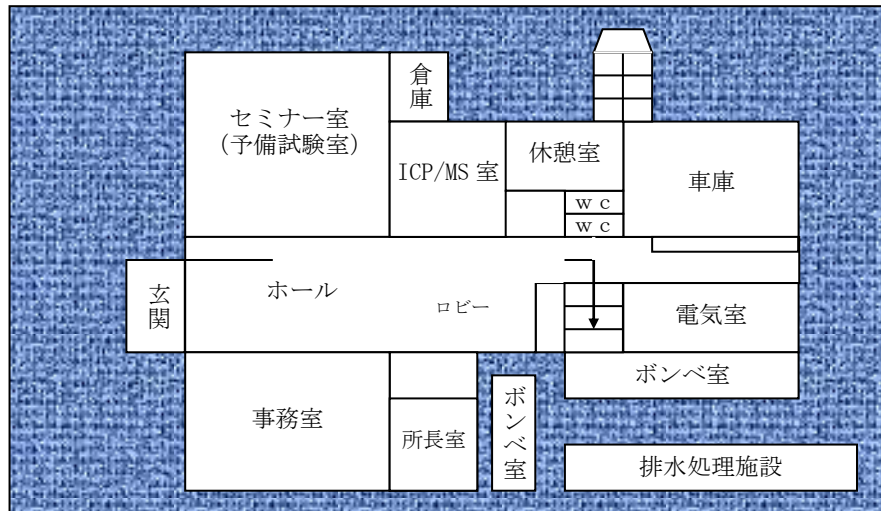 倉庫
セミナー室
（予備試験室）
ICP/MS 室
休憩室
車庫
ｗｃ
ｗｃ
玄関
ホール
ロビー
電気室
ボンベ室
事務室
所長室
ボンベ室
排水処理施設